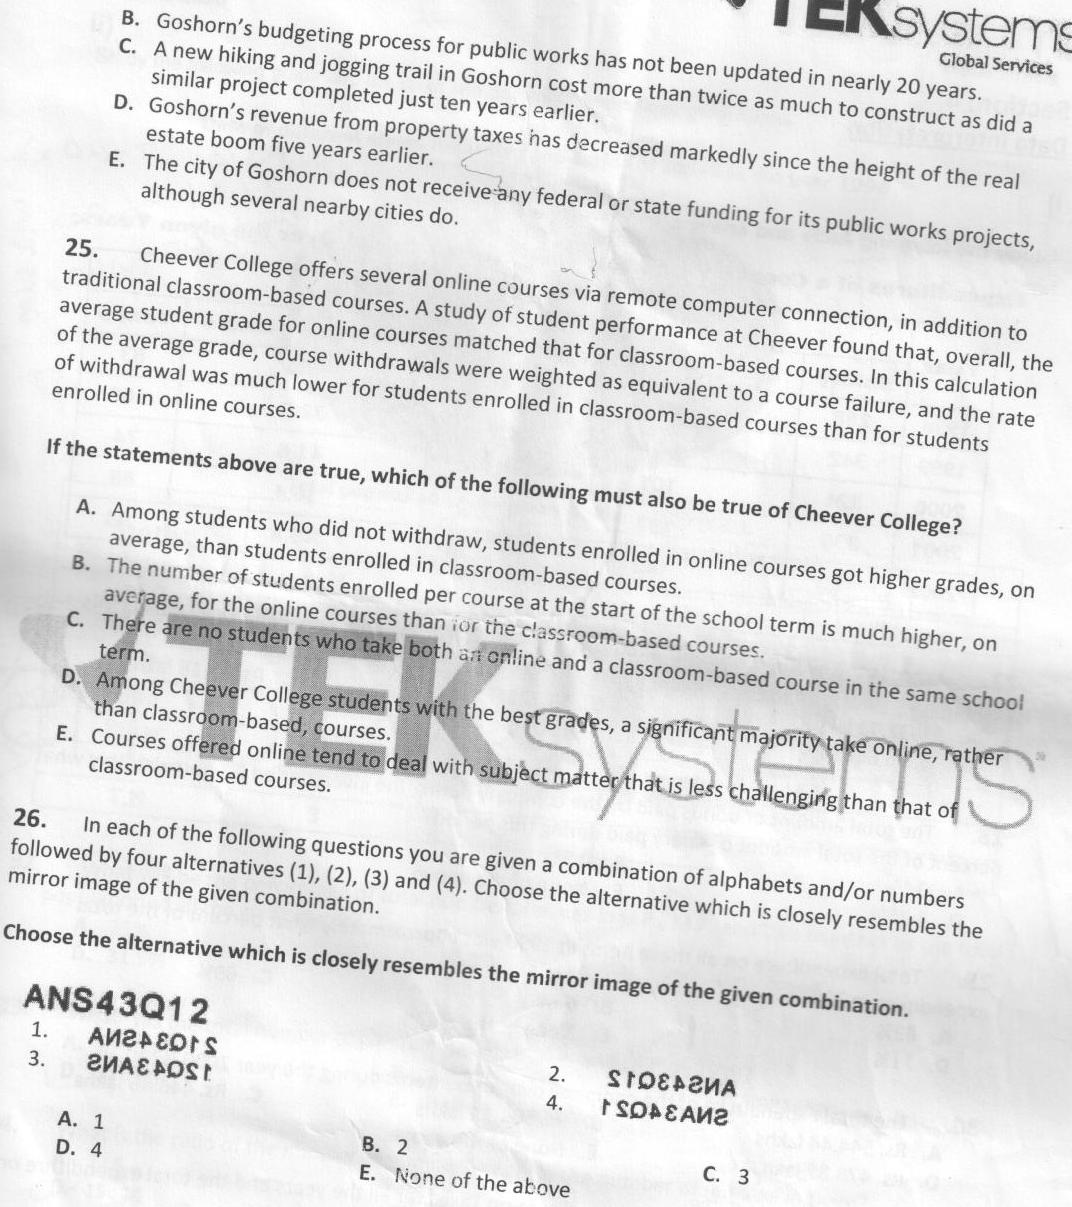 TEKsystems
Global Services
B. Goshorn's budgeting process for public works has not been updated in nearly 20 years.
C. A new hiking and jogging trail in Goshorn cost more than twice as much to construct as did a
similar project completed just ten years earlier.
D. Goshorn's revenue from property taxes has decreased markedly since the height of the real
estate boom five years earlier.
E. The city of Goshorn does not receive any federal or state funding for its public works projects,
although several nearby cities do.
25. Cheever College offers several online courses via remote computer connection, in addition to
traditional classroom-based courses. A study of student performance at Cheever found that, overall, the
average student grade for online courses matched that for classroom-based courses. In this calculation
of the average grade, course withdrawals were weighted as equivalent to a course failure, and the rate
of withdrawal was much lower for students enrolled in classroom-based courses than for students
enrolled in online courses.
If the statements above are true, which of the following must also be true of Cheever College?
A. Among students who did not withdraw, students enrolled in online courses got higher grades, on
average, than students enrolled in classroom-based courses.
B. The number of students enrolled per course at the start of the school term is much higher, on
average, for the online courses than for the classroom-based courses.
C. There are no students who take both an online and a classroom-based course in the same school
term.
D. Among Cheever College students with the best grades, a significant majority take online, rather
than classroom-based, courses.
E. Courses offered online tend to deal with subject matter that is less challenging than that of
classroom-based courses.
TEKsystems
26. In each of the following questions you are given a combination of alphabets and/or numbers
followed by four alternatives (1), (2), (3) and (4). Choose the alternative which is closely resembles the
mirror image of the given combination.
Choose the alternative which is closely resembles the mirror image of the given combination.
ANS43Q12
1.
2.
3.
4.
A. 1
B. 2
C. 3
D. 4
E. None of the above